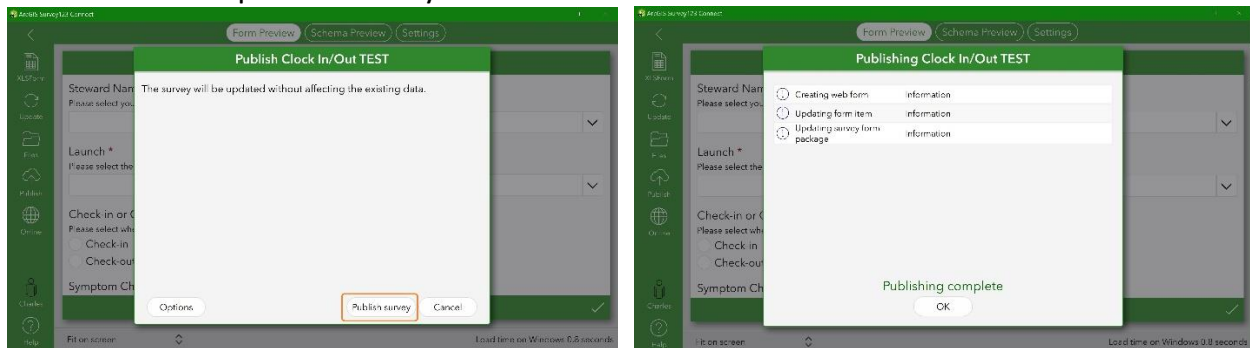 ArcGIS Survey123 Connect
Form Preview Schema Preview Settings
Publish Clock In/Out TEST
The survey will be updated without affecting the existing data.
XLSForm
Update
Files
Publish
Online
Charles
Help
Steward Nam
Please select you
Launch *
Please select the
Check-in or
Please select whe
Check-in
Check-out
Symptom Ch
Options Publish survey Cancel
Fit on screen Load time on Windows 0.8 seconds
ArcGIS Survey123 Connect
Form Preview Schema Preview Settings
Publishing Clock In/Out TEST
Creating web form Information
Updating form item Information
Updating survey form Information
package
XLSForm
Update
Files
Publish
Online
Charles
Help
Steward Nam
Please select you
Launch *
Please select the
Check-in or
Please select whe
Check-in
Check-out
Symptom Ch
Publishing complete
OK
Fit on screen Load time on Windows 0.8 seconds